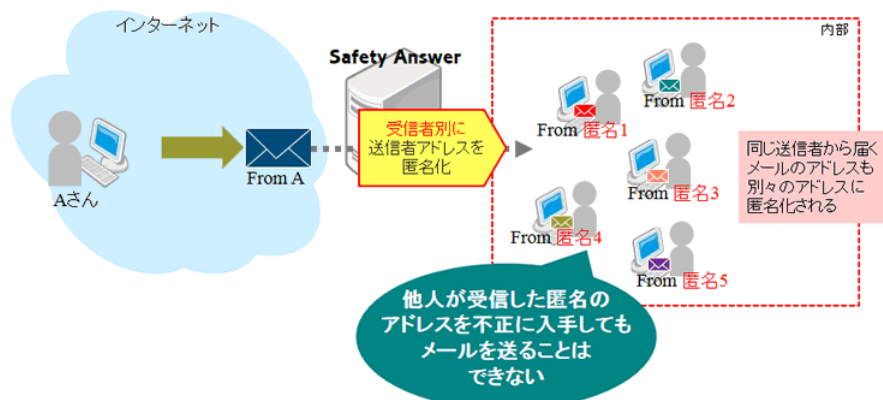 インターネット
Aさん
From A
Safety Answer
受信者別に
送信者アドレスを
匿名化
内部
From 匿名1
From 匿名2
From 匿名3
From 匿名4
From 匿名5
同じ送信者から届く
メールのアドレスも
別々のアドレスに
匿名化される
他人が受信した匿名の
アドレスを不正に入手しても
メールを送ることは
できない